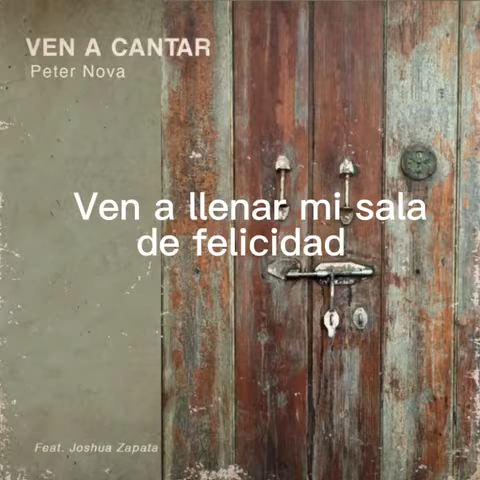 VEN A CANTAR
Peter Nova
Ven a llenar mi sala
de felicidad
Feat. Joshua Zapata